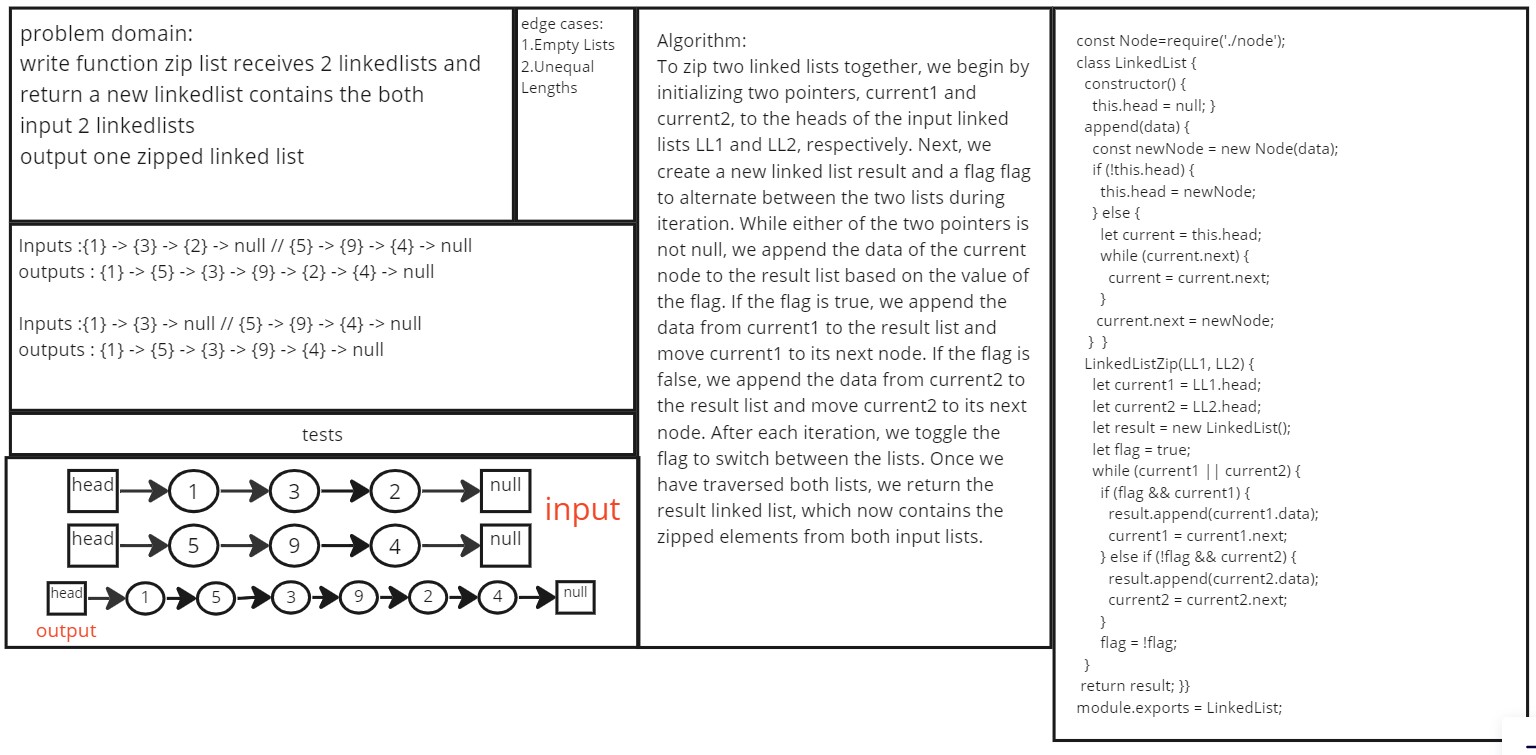 problem domain:
write function zip list receives 2 linkedlists and
return a new linkedlist contains the both
input 2 linkedlists
output one zipped linked list
edge cases:
1.Empty Lists
2.Unequal
Lengths
Inputs :{1} -> {3} -> {2} -> null // {5} -> {9} -> {4} -> null
outputs : {1} -> {5} -> {3} -> {9} -> {2} -> {4} -> null
Inputs :{1} -> {3} -> null // {5} -> {9} -> {4} -> null
outputs : {1} -> {5} -> {3} -> {9} -> {4} -> null
tests
head 1 3 2 null
input
head 5 9 4 null
head 1 5 3 9 2 4 null
output
Algorithm:
To zip two linked lists together, we begin by
initializing two pointers, current1 and
current2, to the heads of the input linked
lists LL1 and LL2, respectively. Next, we
create a new linked list result and a flag flag
to alternate between the two lists during
iteration. While either of the two pointers is
not null, we append the data of the current
node to the result list based on the value of
the flag. If the flag is true, we append the
data from current1 to the result list and
move current1 to its next node. If the flag is
false, we append the data from current2 to
the result list and move current2 to its next
node. After each iteration, we toggle the
flag to switch between the lists. Once we
have traversed both lists, we return the
result linked list, which now contains the
zipped elements from both input lists.
const Node=require('./node');
class LinkedList {
constructor() {
this.head = null; }
append(data) {
const newNode = new Node(data);
if (!this.head) {
this.head = newNode;
} else {
let current = this.head;
while (current.next) {
current = current.next;
}
current.next = newNode;
} }
LinkedListZip(LL1, LL2) {
let current1 = LL1.head;
let current2 = LL2.head;
let result = new LinkedList();
let flag = true;
while (current1 || current2) {
if (flag && current1) {
result.append(current1.data);
current1 = current1.next;
} else if (!flag && current2) {
result.append(current2.data);
current2 = current2.next;
}
flag = !flag;
}
return result; }}
module.exports = LinkedList;